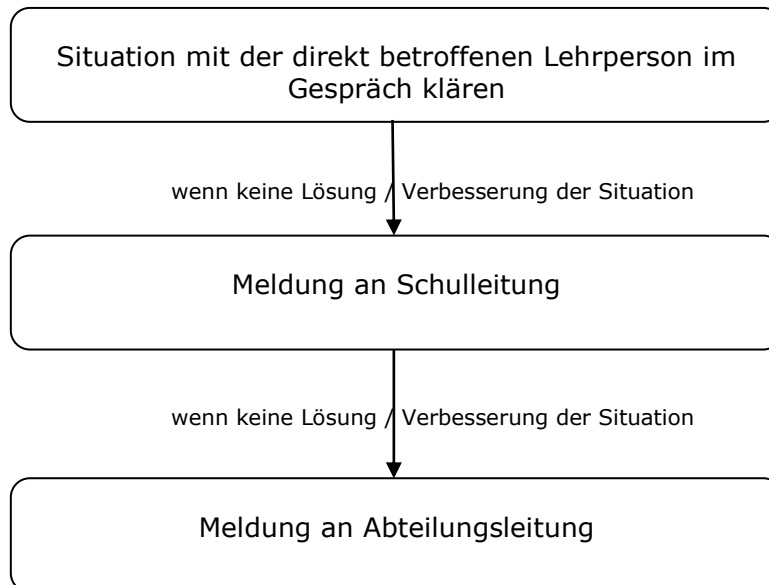 Situation mit der direkt betroffenen Lehrperson im
Gespräch klären
wenn keine Lösung / Verbesserung der Situation
Meldung an Schulleitung
wenn keine Lösung / Verbesserung der Situation
Meldung an Abteilungsleitung